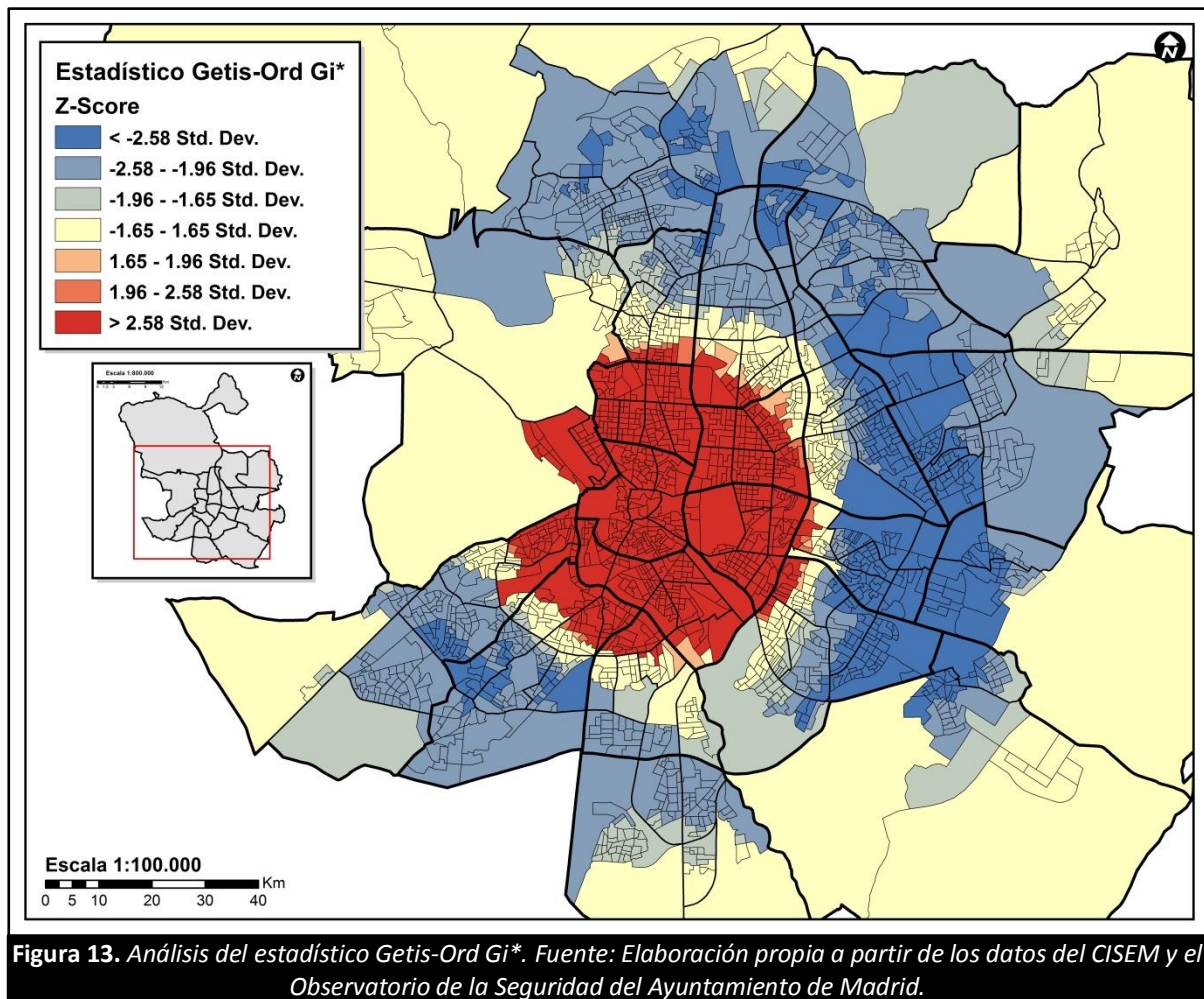 Estadístico Getis-Ord Gi*
Z-Score
< -2.58 Std. Dev.
-2.58 - -1.96 Std. Dev.
-1.96 - -1.65 Std. Dev.
-1.65 - 1.65 Std. Dev.
1.65 - 1.96 Std. Dev.
1.96 - 2.58 Std. Dev.
> 2.58 Std. Dev.
N
Escala 1:800.000
Escala 1:100.000
0 5 10 20 30 40 Km
Figura 13. Análisis del estadístico Getis-Ord Gi*. Fuente: Elaboración propia a partir de los datos del CISEM y el
Observatorio de la Seguridad del Ayuntamiento de Madrid.